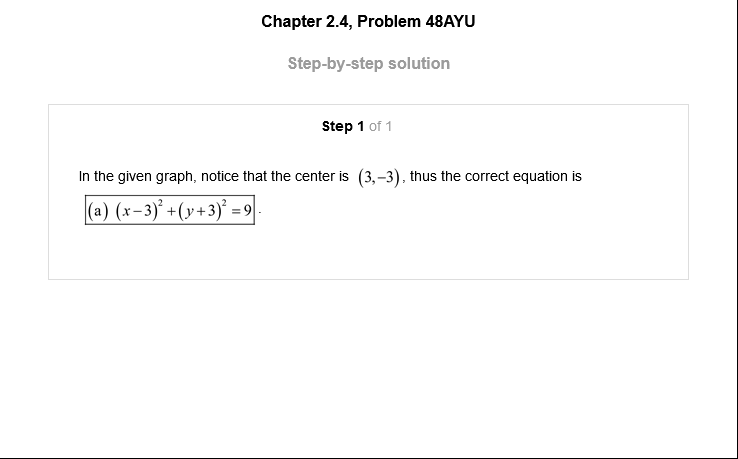 Chapter 2.4, Problem 48AYU
Step-by-step solution
Step 1 of 1
In the given graph, notice that the center is (3,−3), thus the correct equation is
(a) (x−3)² +(y+3)² =9.